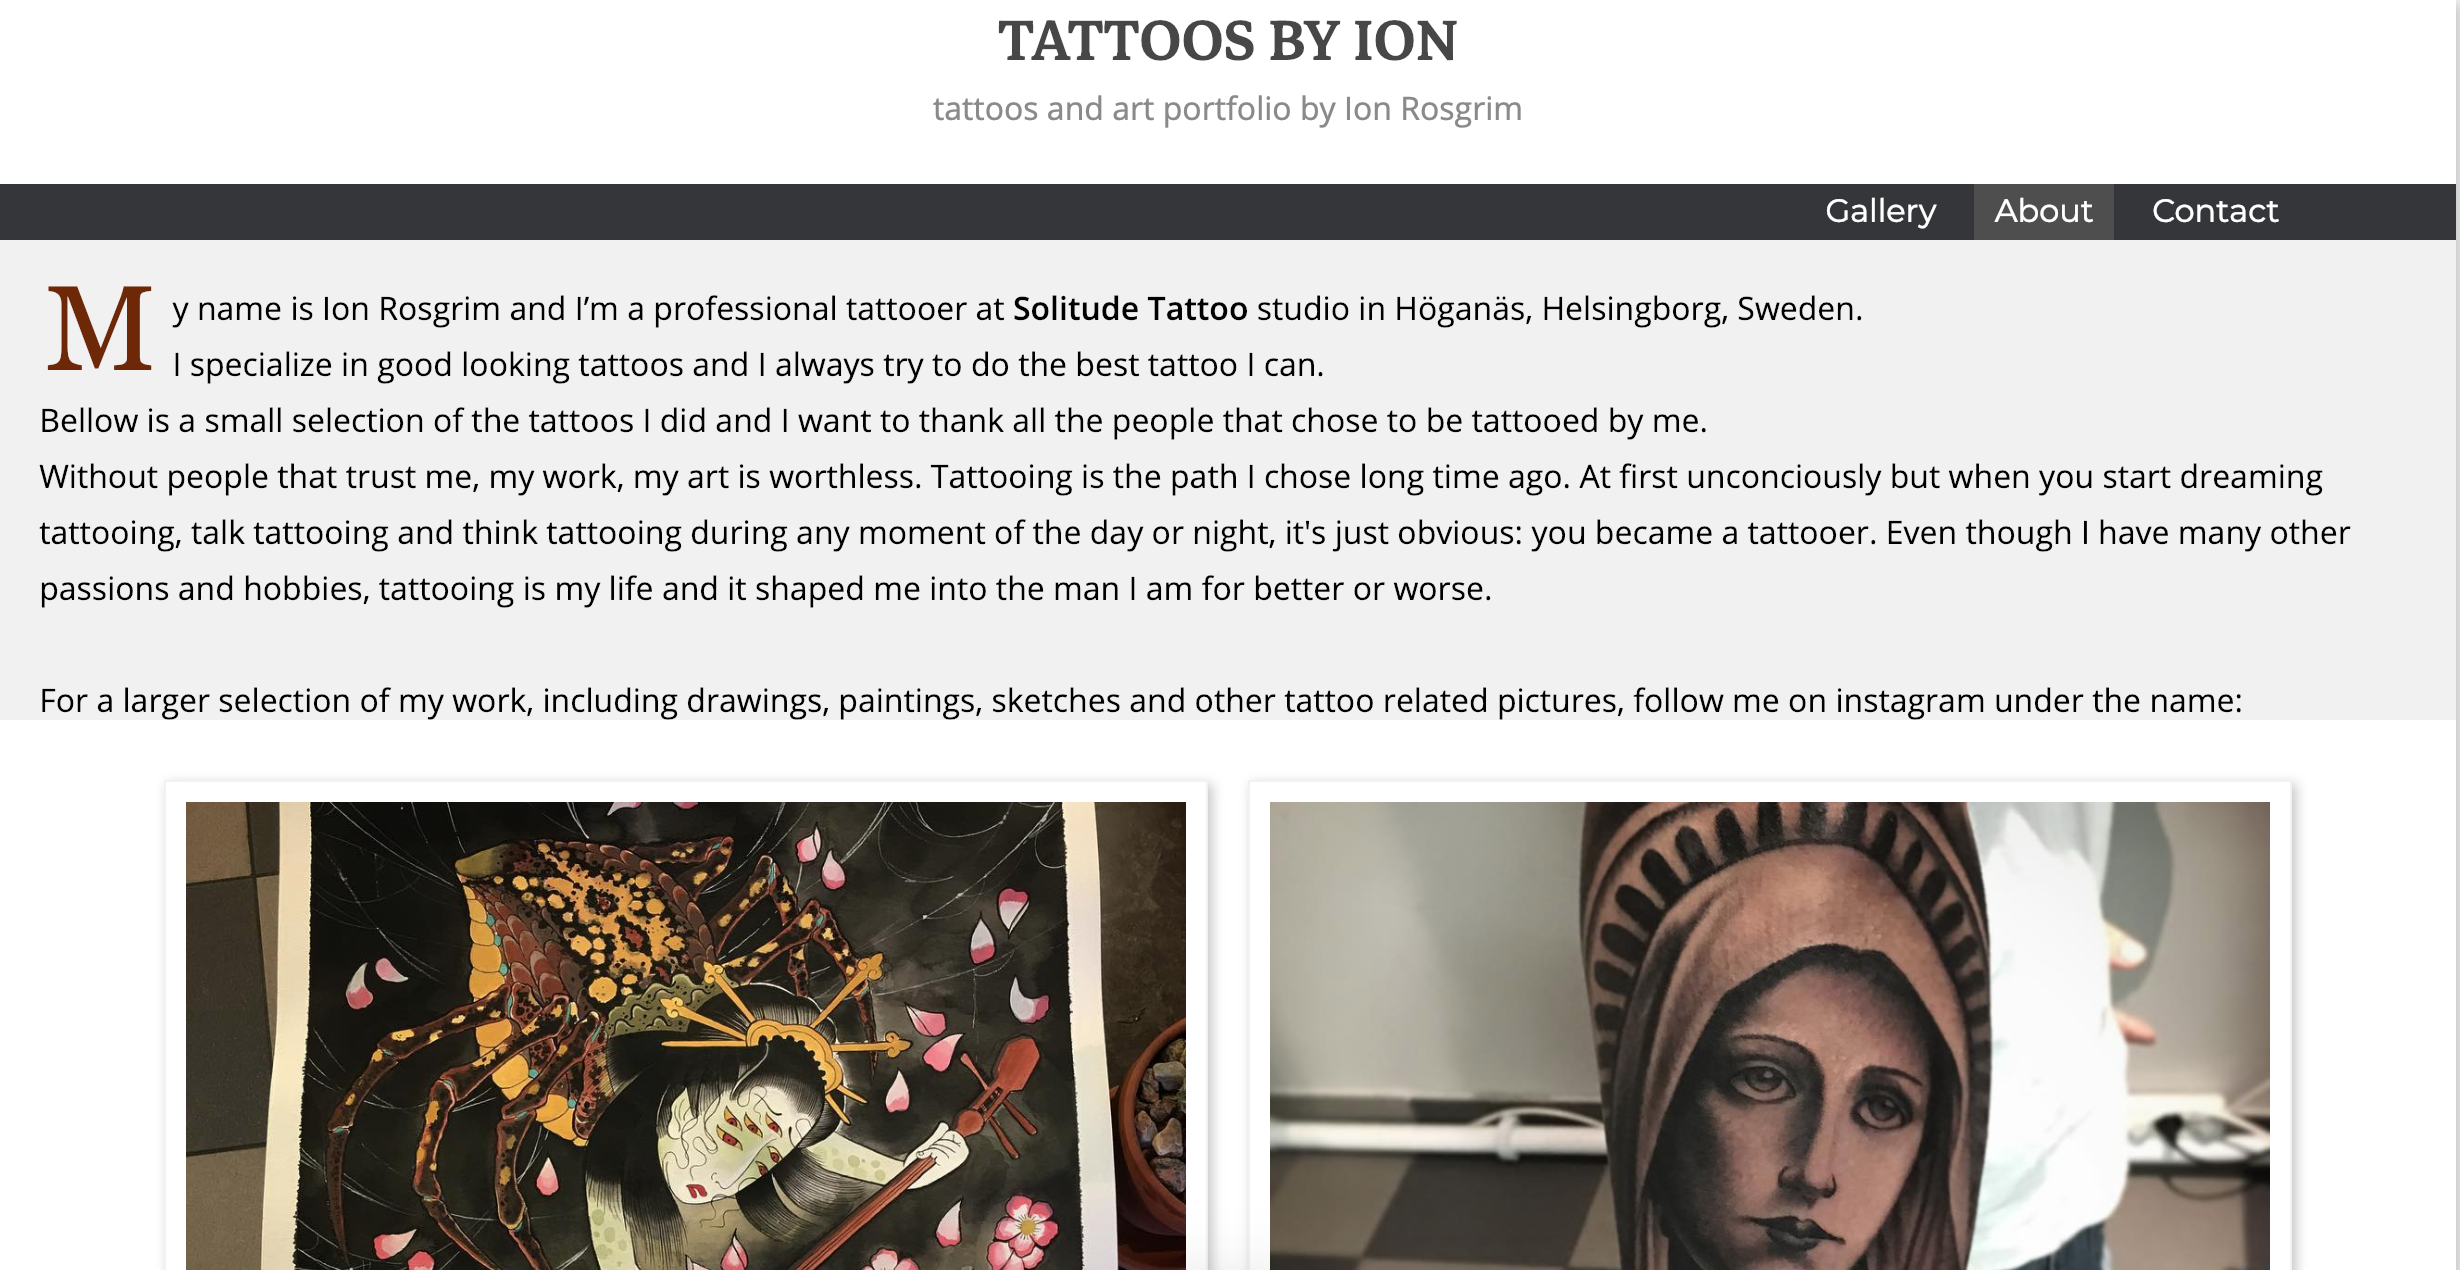 TATTOOS BY ION
tattoos and art portfolio by Ion Rosgrim
Gallery About Contact
My name is Ion Rosgrim and I’m a professional tattooer at Solitude Tattoo studio in Höganäs, Helsingborg, Sweden.
I specialize in good looking tattoos and I always try to do the best tattoo I can.
Bellow is a small selection of the tattoos I did and I want to thank all the people that chose to be tattooed by me.
Without people that trust me, my work, my art is worthless. Tattooing is the path I chose long time ago. At first unconciously but when you start dreaming
tattooing, talk tattooing and think tattooing during any moment of the day or night, it's just obvious: you became a tattooer. Even though I have many other
passions and hobbies, tattooing is my life and it shaped me into the man I am for better or worse.
For a larger selection of my work, including drawings, paintings, sketches and other tattoo related pictures, follow me on instagram under the name: